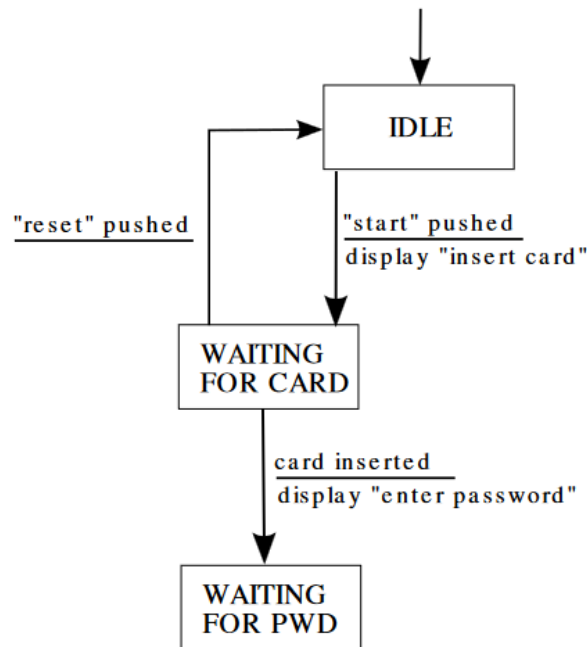 IDLE
"reset" pushed
"start" pushed
display "insert card"
WAITING
FOR CARD
card inserted
display "enter password"
WAITING
FOR PWD